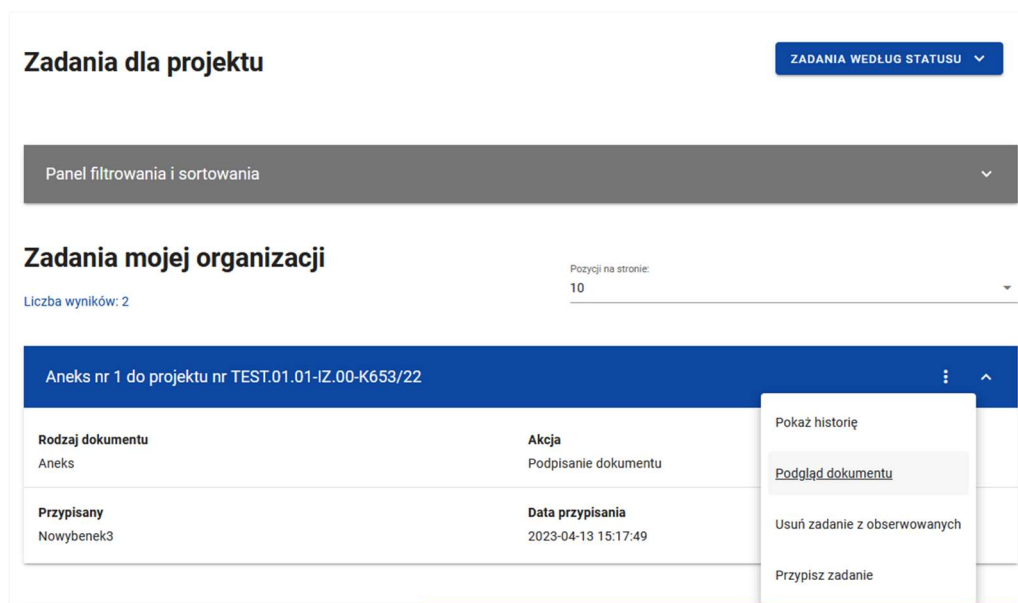 Zadania dla projektu
ZADANIA WEDŁUG STATUSU
Panel filtrowania i sortowania
Zadania mojej organizacji
Pozycji na stronie:
10
Liczba wyników: 2
Aneks nr 1 do projektu nr TEST.01.01-IZ.00-K653/22
Rodzaj dokumentu
Aneks
Akcja
Podpisanie dokumentu
Przypisany
Nowybenek3
Data przypisania
2023-04-13 15:17:49
Pokaż historię
Podgląd dokumentu
Usuń zadanie z obserwowanych
Przypisz zadanie